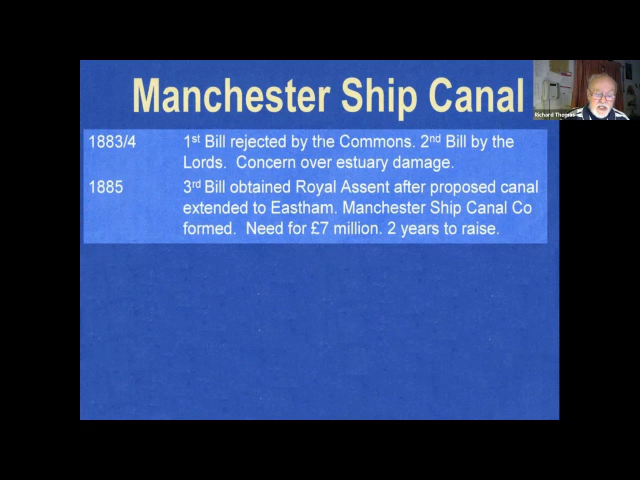 Manchester Ship Canal
1883/4 1st Bill rejected by the Commons. 2nd Bill by the
Lords. Concern over estuary damage.
1885 3rd Bill obtained Royal Assent after proposed canal
extended to Eastham. Manchester Ship Canal Co
formed. Need for £7 million. 2 years to raise.
Richard Thomas